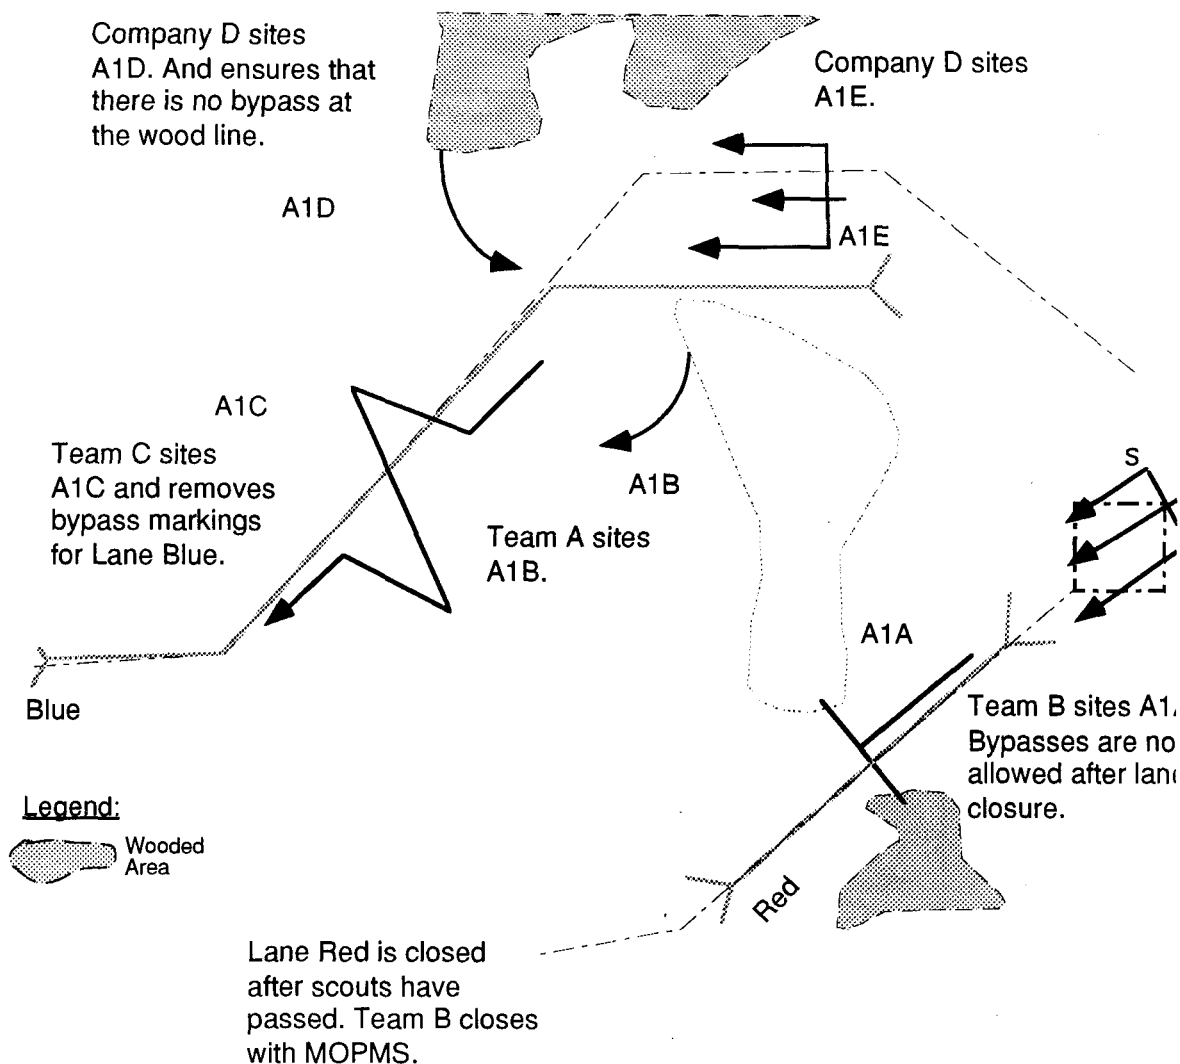 Company D sites
A1D. And ensures that
there is no bypass at
the wood line.
Company D sites
A1E.
A1D
A1E
A1C
Team C sites
A1C and removes
bypass markings
for Lane Blue.
A1B
Team A sites
A1B.
S
A1A
Team B sites
Bypasses are
allowed after
closure.
Blue
Legend:
Wooded
Area
Red
Lane Red is closed
after scouts have
passed. Team B closes
with MOPMS.